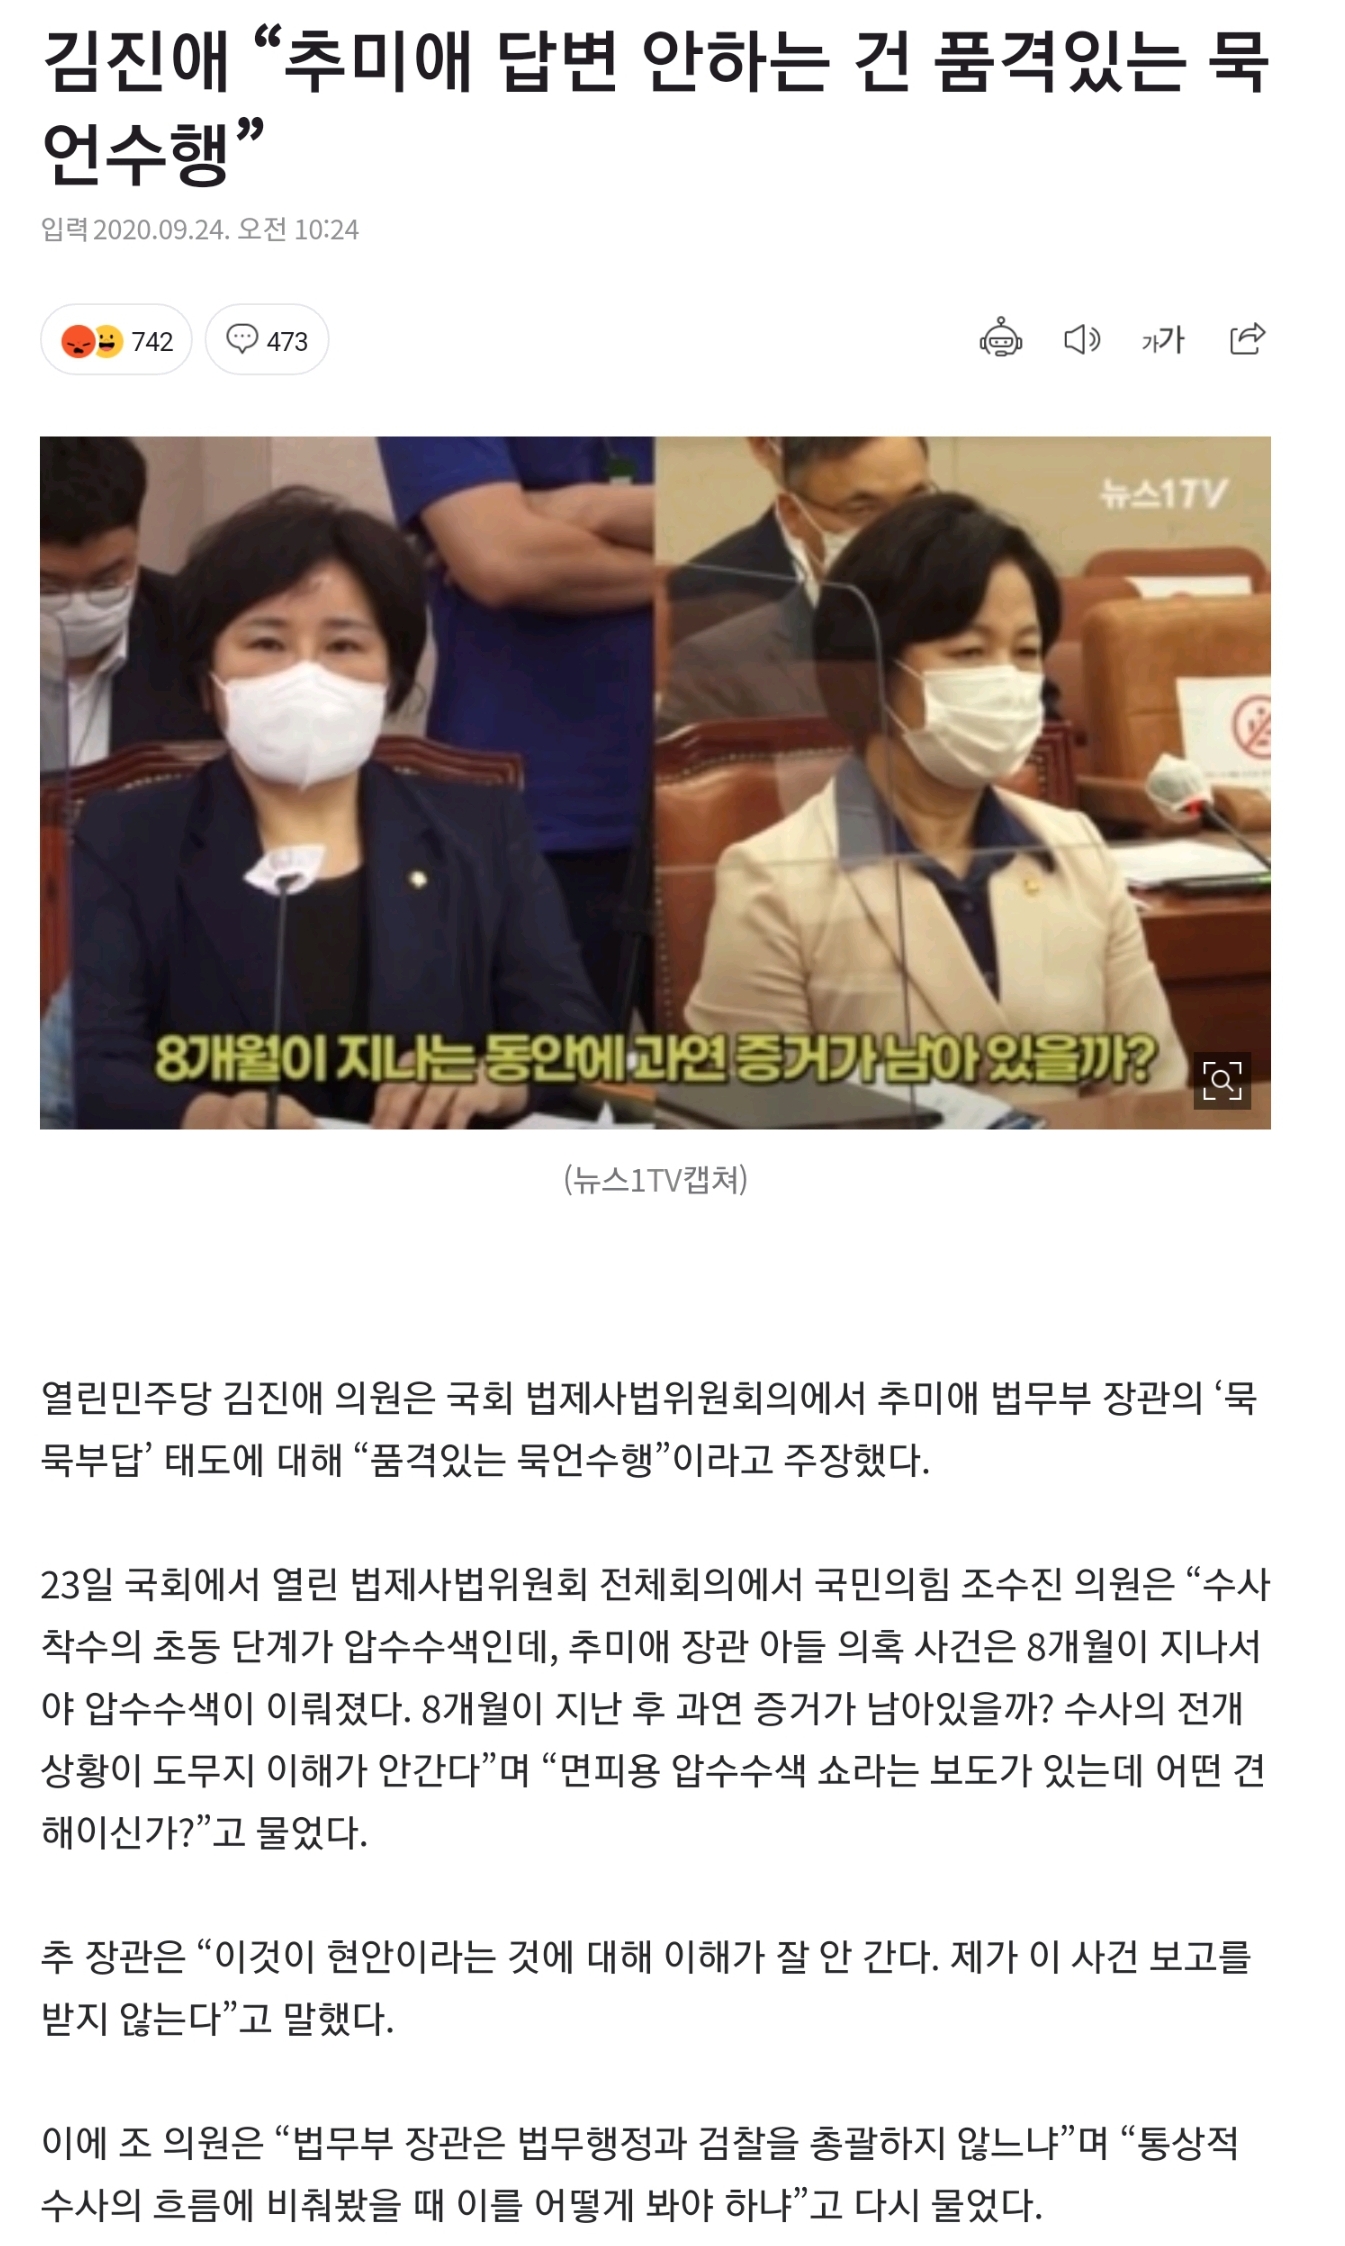 김진애 “추미애 답변 안하는 건 품격있는 묵
언수행”
입력 2020.09.24. 오전 10:24
742
473
가가
뉴스1TV
8개월이 지나는 동안에 과연 증거가 남아 있을까?
(뉴스1TV캡쳐)
열린민주당 김진애 의원은 국회 법제사법위원회의에서 추미애 법무부 장관의 ‘묵
묵부답’ 태도에 대해 “품격있는 묵언수행”이라고 주장했다.
23일 국회에서 열린 법제사법위원회 전체회의에서 국민의힘 조수진 의원은 “수사
착수의 초동 단계가 압수수색인데, 추미애 장관 아들 의혹 사건은 8개월이 지나서
야 압수수색이 이뤄졌다. 8개월이 지난 후 과연 증거가 남아있을까? 수사의 전개
상황이 도무지 이해가 안간다”며 “면피용 압수수색 쇼라는 보도가 있는데 어떤 견
해이신가?”고 물었다.
추 장관은 “이것이 현안이라는 것에 대해 이해가 잘 안 간다. 제가 이 사건 보고를
받지 않는다”고 말했다.
이에 조 의원은 “법무부 장관은 법무행정과 검찰을 총괄하지 않느냐”며 “통상적
수사의 흐름에 비춰봤을 때 이를 어떻게 봐야 하냐”고 다시 물었다.